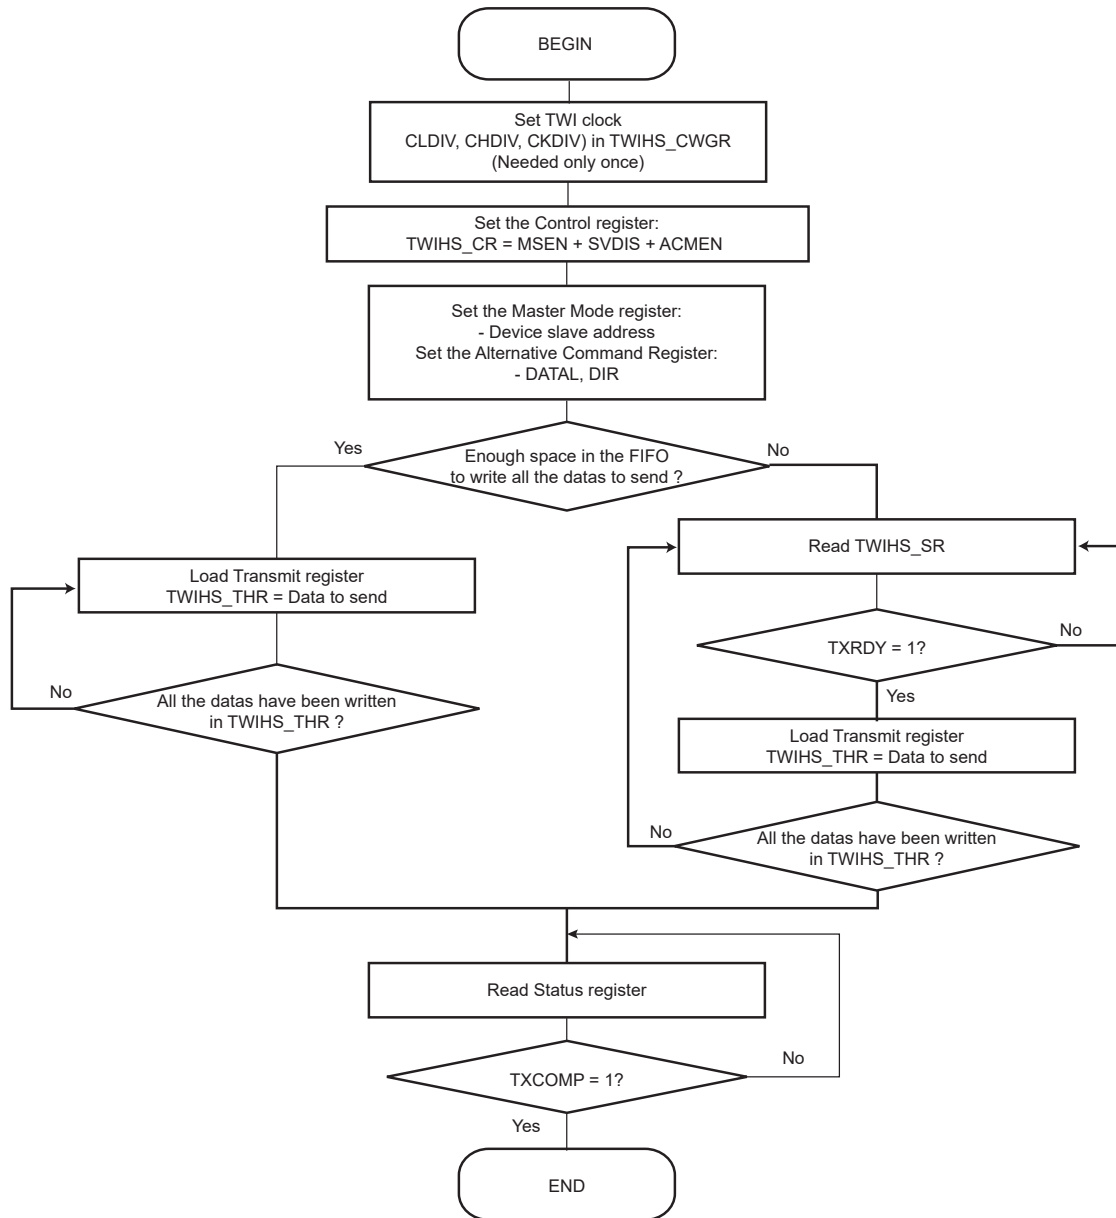 BEGIN
Set TWI clock
CLDIV, CHDIV, CKDIV) in TWIHS_CWGR
(Needed only once)
Set the Control register:
TWIHS_CR = MSEN + SVDIS + ACMEN
Set the Master Mode register:
- Device slave address
Set the Alternative Command Register:
- DATAL, DIR
Yes
Enough space in the FIFO
to write all the datas to send ?
No
Load Transmit register
TWIHS_THR = Data to send
No
All the datas have been written
in TWIHS_THR ?
Read TWIHS_SR
TXRDY = 1?
No
Yes
Load Transmit register
TWIHS_THR = Data to send
No
All the datas have been written
in TWIHS_THR ?
Read Status register
TXCOMP = 1?
No
Yes
END